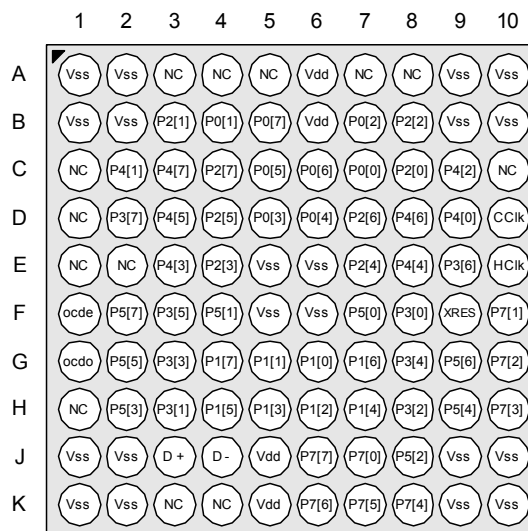 1 2 3 4 5 6 7 8 9 10
A Vss Vss NC NC NC Vdd NC NC Vss Vss
B Vss Vss P2[1] P0[1] P0[7] Vdd P0[2] P2[2] Vss Vss
C NC P4[1] P4[7] P2[7] P0[5] P0[6] P0[0] P2[0] P4[2] NC
D NC P3[7] P4[5] P2[5] P0[3] P0[4] P2[6] P4[6] P4[0] CClk
E NC NC P4[3] P2[3] Vss Vss P2[4] P4[4] P3[6] HClk
F ocde P5[7] P3[5] P5[1] Vss Vss P5[0] P3[0] XRES P7[1]
G ocdo P5[5] P3[3] P1[7] P1[1] P1[0] P1[6] P3[4] P5[6] P7[2]
H NC P5[3] P3[1] P1[5] P1[3] P1[2] P1[4] P3[2] P5[4] P7[3]
J Vss Vss D + D - Vdd P7[7] P7[0] P5[2] Vss Vss
K Vss Vss NC NC Vdd P7[6] P7[5] P7[4] Vss Vss